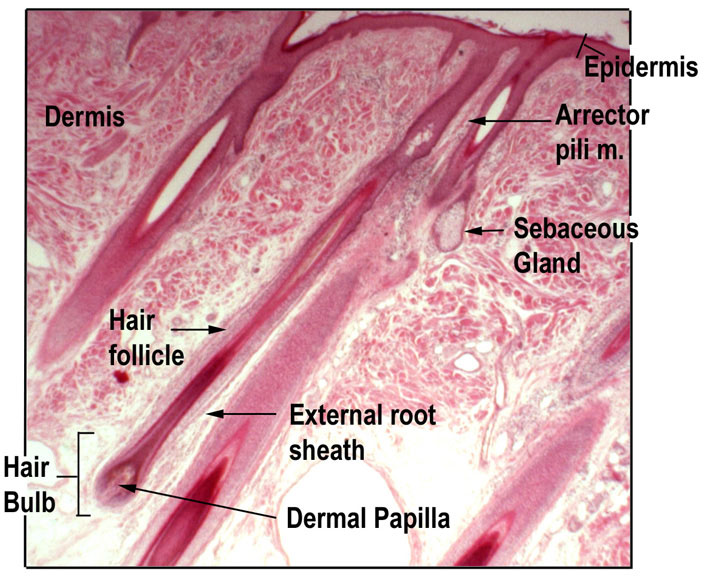 Epidermis
Dermis
Arrector
pili m.
Sebaceous
Gland
Hair
follicle
External root
sheath
Hair
Bulb
Dermal Papilla